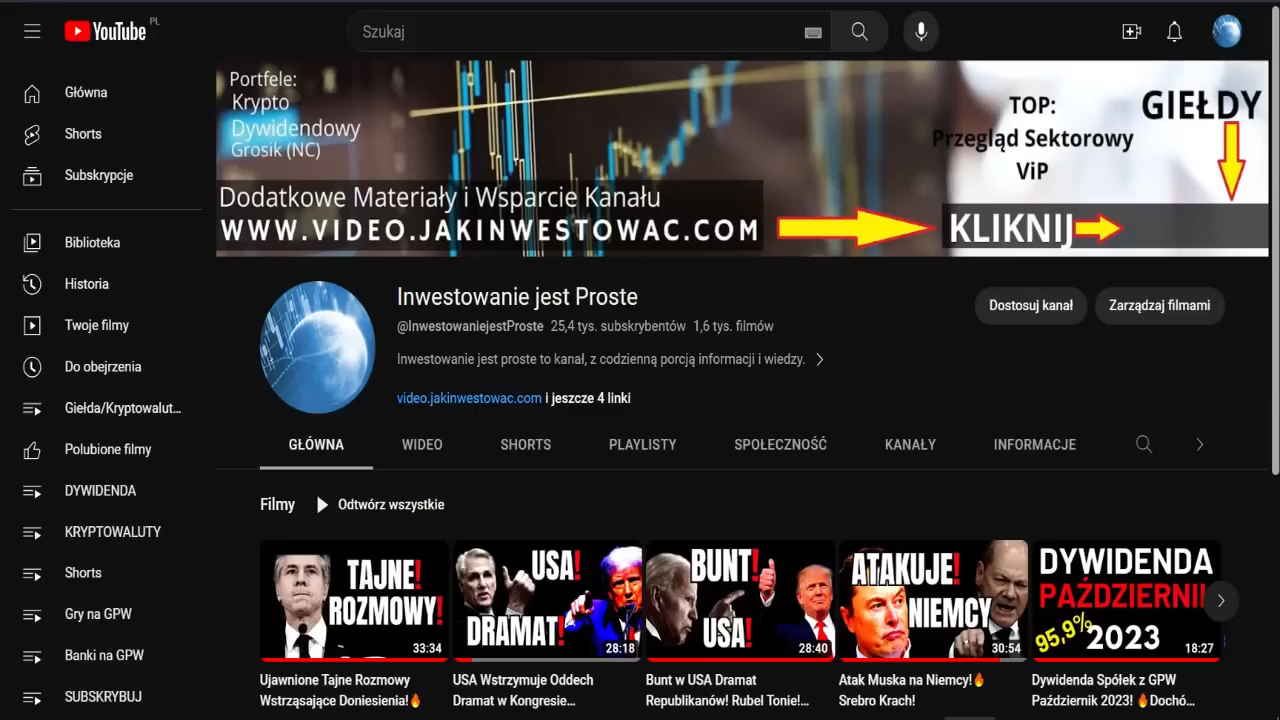 YouTube PL
Szukaj
Główna
Shorts
Subskrypcje
Biblioteka
Historia
Twoje filmy
Do obejrzenia
Giełda/Kryptowalut...
Polubione filmy
DYWIDENDA
KRYPTOWALUTY
Shorts
Gry na GPW
Banki na GPW
SUBSKRYBUJ
Portfele:
Krypto
Dywidendowy
Grosik (NC)
Dodatkowe Materiały i Wsparcie Kanału
WWW.VIDEO.JAKINWESTOWAC.COM
TOP:
Przegląd Sektorowy
ViP
GIEŁDY
KLIKNIJ
Inwestowanie jest Proste
@InwestowaniejestProste 25,4 tys. subskrybentów 1,6 tys. filmów
Inwestowanie jest proste to kanał, z codzienną porcją informacji i wiedzy.
video.jakinwestowac.com i jeszcze 4 linki
Dostosuj kanał
Zarządzaj filmami
GŁÓWNA WIDEO SHORTS PLAYLISTY SPOŁECZNOŚĆ KANAŁY INFORMACJE
Filmy Odtwórz wszystkie
TAJNE!
ROZMOWY!
33:34
Ujawnione Tajne Rozmowy
Wstrząsające Doniesienia!🔥
USA!
DRAMAT!
28:18
USA Wstrzymuje Oddech
Dramat w Kongresie...
BUNT!
USA!
28:40
Bunt w USA Dramat
Republikanów! Rubel Tonie!...
ATAKUJE!
NIEMCY
30:54
Atak Muska na Niemcy!🔥
Srebro Krach!
DYWIDENDA
PAŹDZIERNI
95,9%
2023
18:27
Dywidenda Spółek z GPW
Październik 2023! 🔥Dochó...